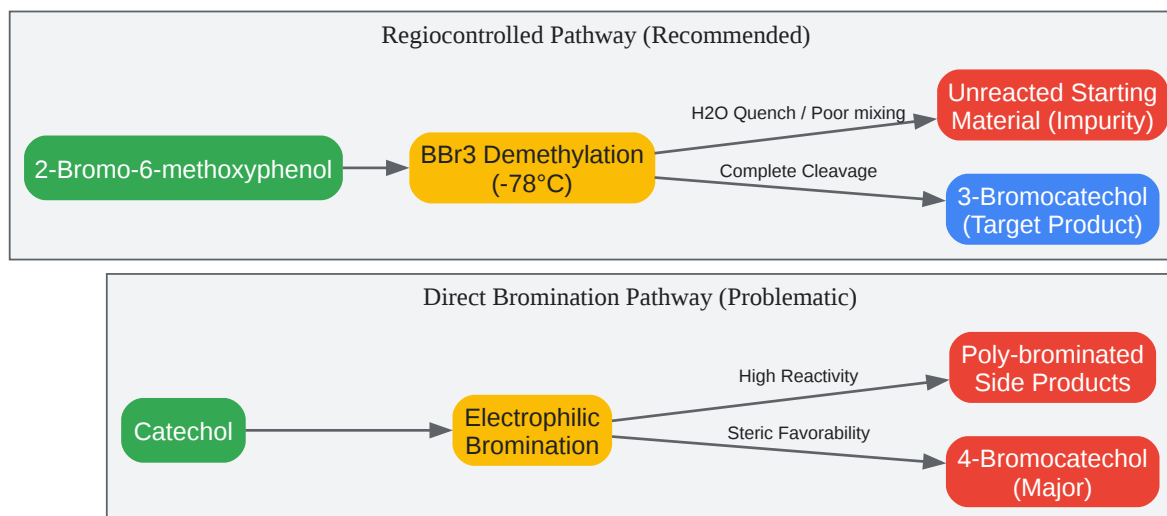 Regiocontrolled Pathway (Recommended)
2-Bromo-6-methoxyphenol
BBr3 Demethylation
(-78°C)
H2O Quench / Poor mixing
Complete Cleavage
Unreacted Starting
Material (Impurity)
3-Bromocatechol
(Target Product)
Direct Bromination Pathway (Problematic)
Catechol
Electrophilic
Bromination
High Reactivity
Steric Favorability
Poly-brominated
Side Products
4-Bromocatechol
(Major)